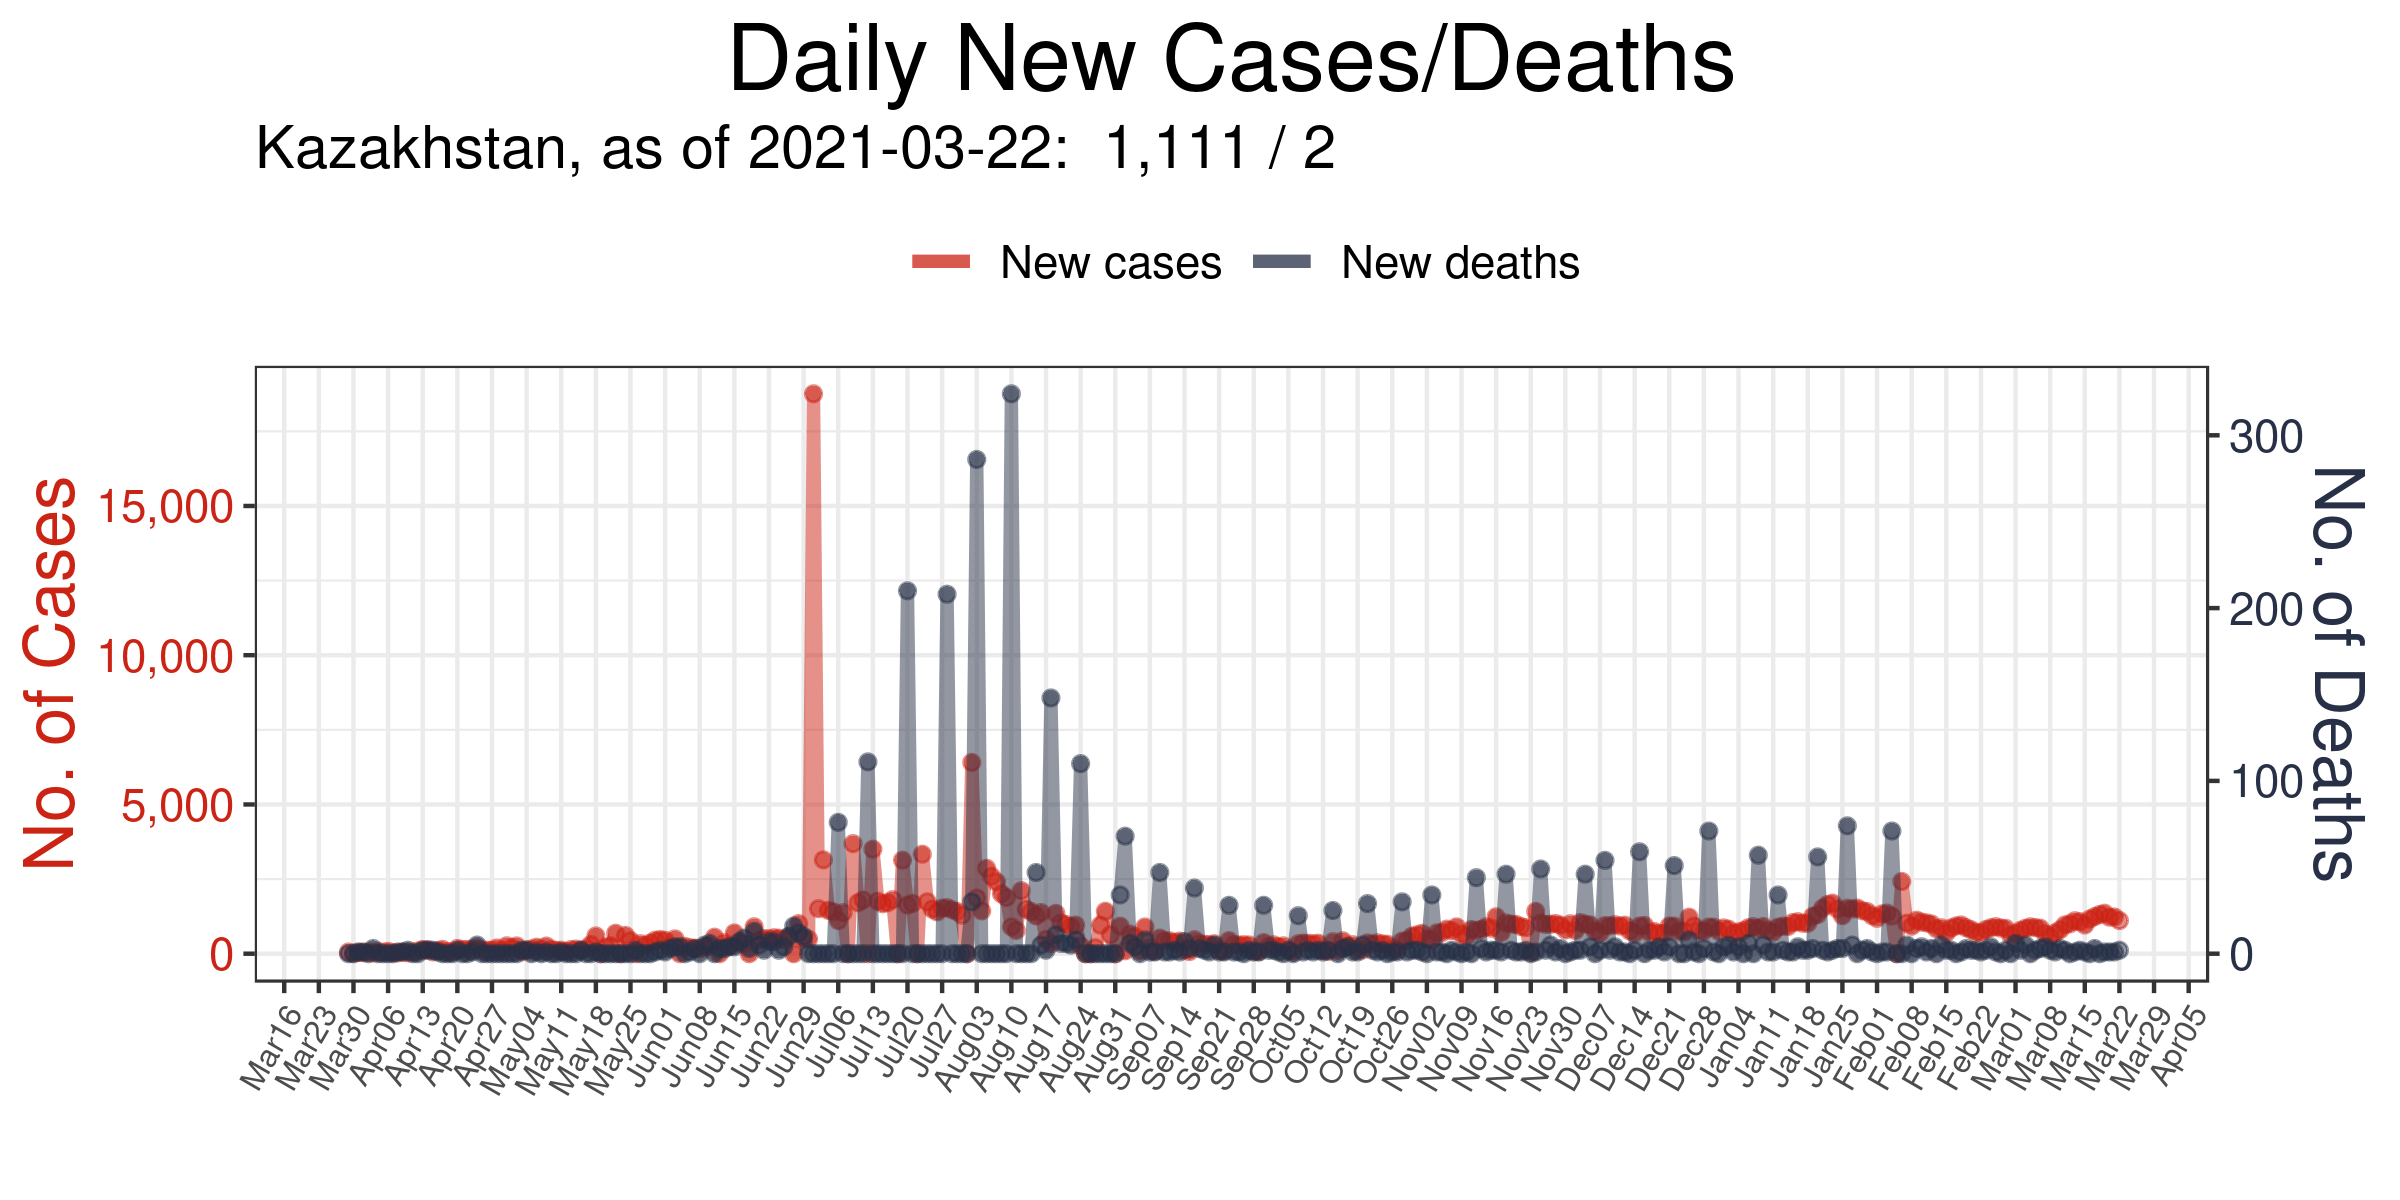 Daily New Cases/Deaths
Kazakhstan, as of 2021-03-22:  1,111 / 2
New cases New deaths
No. of Cases
15,000
10,000
5,000
0
300
200
100
0
No. of Deaths
Mar16 Mar23 Mar30 Apr06 Apr13 Apr20 Apr27 May04 May11 May18 May25 Jun01 Jun08 Jun15 Jun22 Jun29 Jul06 Jul13 Jul20 Jul27 Aug03 Aug10 Aug17 Aug24 Aug31 Sep07 Sep14 Sep21 Sep28 Oct05 Oct12 Oct19 Oct26 Nov02 Nov09 Nov16 Nov23 Nov30 Dec07 Dec14 Dec21 Dec28 Jan04 Jan11 Jan18 Jan25 Feb01 Feb08 Feb15 Feb22 Mar01 Mar08 Mar15 Mar22 Mar29 Apr05